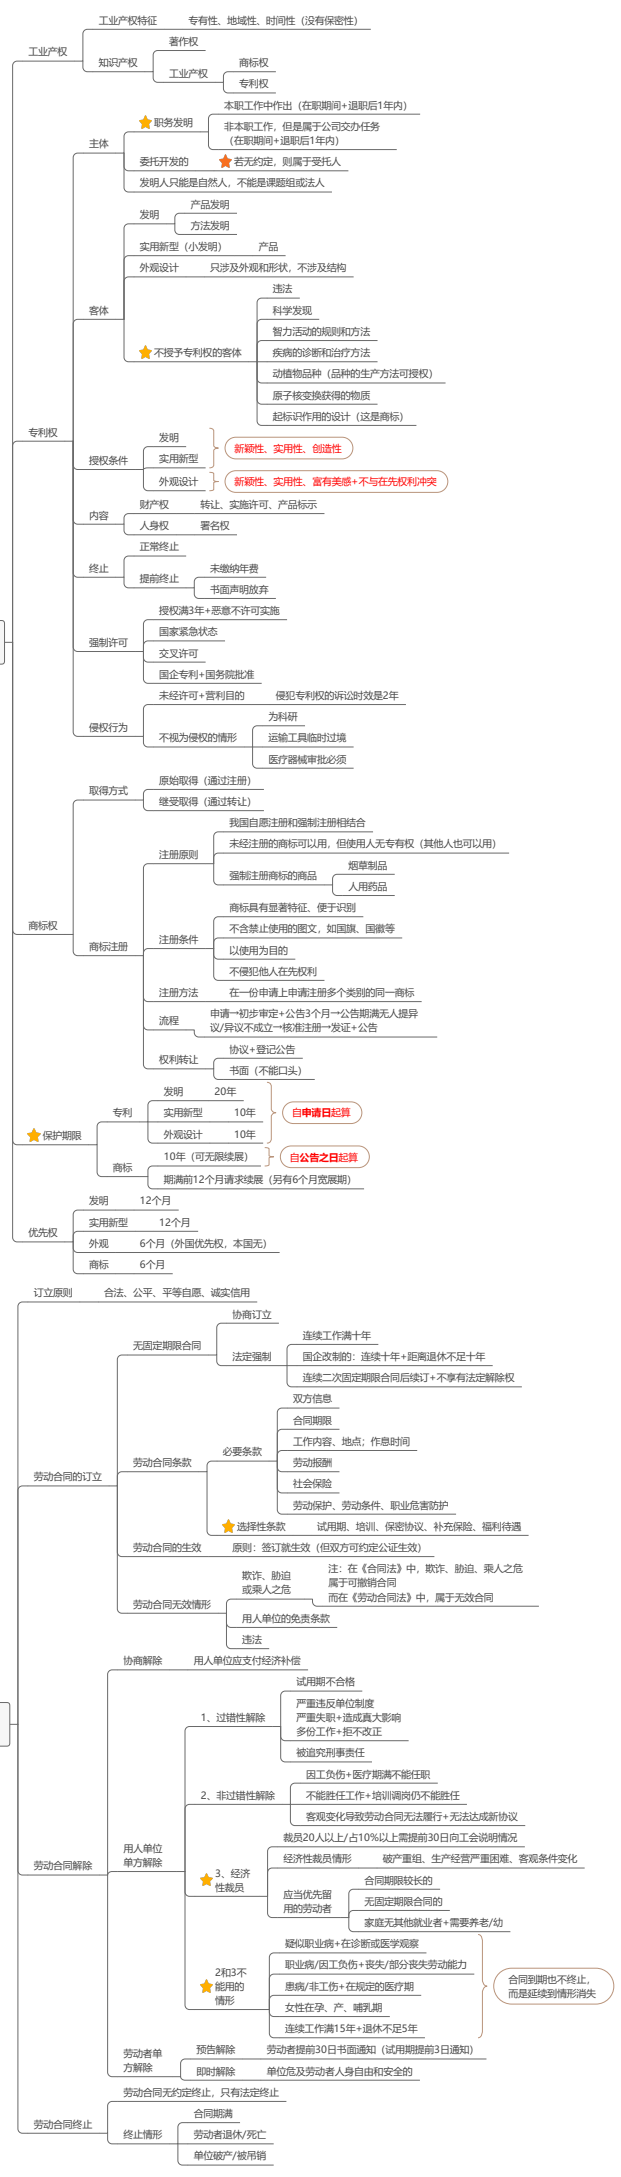 工业产权
工业产权特征
专有性、地域性、时间性（没有保密性）
知识产权
著作权
工业产权
商标权
专利权
专利权
主体
职务发明
本职工作中作出（在职期间+退职后1年内）
非本职工作，但是属于公司交办任务
（在职期间+退职后1年内）
委托开发的
若无约定，则属于受托人
发明人只能是自然人，不能是课题组或法人
客体
发明
产品发明
方法发明
实用新型（小发明）
产品
外观设计
只涉及外观和形状，不涉及结构
不授予专利权的客体
违法
科学发现
智力活动的规则和方法
疾病的诊断和治疗方法
动植物品种（品种的生产方法可授权）
原子核变换获得的物质
起标识作用的设计（这是商标）
授权条件
发明
实用新型
新颖性、实用性、创造性
外观设计
新颖性、实用性、富有美感+不与在先权利冲突
内容
财产权
转让、实施许可、产品标示
人身权
署名权
终止
正常终止
提前终止
未缴纳年费
书面声明放弃
强制许可
授权满3年+恶意不许可实施
国家紧急状态
交叉许可
国企专利+国务院批准
侵权行为
未经许可+营利目的
侵犯专利权的诉讼时效是2年
不视为侵权的情形
为科研
运输工具临时过境
医疗器械审批必须
商标权
取得方式
原始取得（通过注册）
继受取得（通过转让）
商标注册
注册原则
我国自愿注册和强制注册相结合
未经注册的商标可以用，但使用人无专有权（其他人也可以用）
强制注册商标的商品
烟草制品
人用药品
注册条件
商标具有显著特征、便于识别
不含禁止使用的图文，如国旗、国徽等
以使用为目的
不侵犯他人在先权利
注册方法
在一份申请上申请注册多个类别的同一商标
流程
申请→初步审定+公告3个月→公告期满无人提异
议/异议不成立→核准注册→发证+公告
权利转让
协议+登记公告
书面（不能口头）
保护期限
专利
发明
20年
实用新型
10年
外观设计
10年
自申请日起算
商标
10年（可无限续展）
自公告之日起算
期满前12个月请求续展（另有6个月宽展期）
优先权
发明
12个月
实用新型
12个月
外观
6个月（外国优先权，本国无）
商标
6个月
订立原则
合法、公平、平等自愿、诚实信用
劳动合同的订立
无固定期限合同
协商订立
法定强制
连续工作满十年
国企改制的：连续十年+距离退休不足十年
连续二次固定期限合同后续订+不享有法定解除权
劳动合同条款
必要条款
双方信息
合同期限
工作内容、地点；作息时间
劳动报酬
社会保险
劳动保护、劳动条件、职业危害防护
选择性条款
试用期、培训、保密协议、补充保险、福利待遇
劳动合同的生效
原则：签订就生效（但双方可约定公证生效）
劳动合同无效情形
欺诈、胁迫
或乘人之危
注：在《合同法》中，欺诈、胁迫、乘人之危
属于可撤销合同
而在《劳动合同法》中，属于无效合同
用人单位的免责条款
违法
劳动合同解除
协商解除
用人单位应支付经济补偿
用人单位
单方解除
1、过错性解除
试用期不合格
严重违反单位制度
严重失职+造成真大影响
多份工作+拒不改正
被追究刑事责任
2、非过错性解除
因工负伤+医疗期满不能任职
不能胜任工作+培训调岗仍不能胜任
客观变化导致劳动合同无法履行+无法达成新协议
3、经济
性裁员
裁员20人以上/占10%以上需提前30日向工会说明情况
经济性裁员情形
破产重组、生产经营严重困难、客观条件变化
应当优先留
用的劳动者
合同期限较长的
无固定期限合同的
家庭无其他就业者+需要养老/幼
2和3不
能用的
情形
疑似职业病+在诊断或医学观察
职业病/因工负伤+丧失/部分丧失劳动能力
患病/非工伤+在规定的医疗期
女性在孕、产、哺乳期
连续工作满15年+退休不足5年
合同到期也不终止，
而是延续到情形消失
劳动者单
方解除
预告解除
劳动者提前30日书面通知（试用期提前3日通知）
即时解除
单位危及劳动者人身自由和安全的
劳动合同终止
劳动合同无约定终止，只有法定终止
终止情形
合同期满
劳动者退休/死亡
单位破产/被吊销